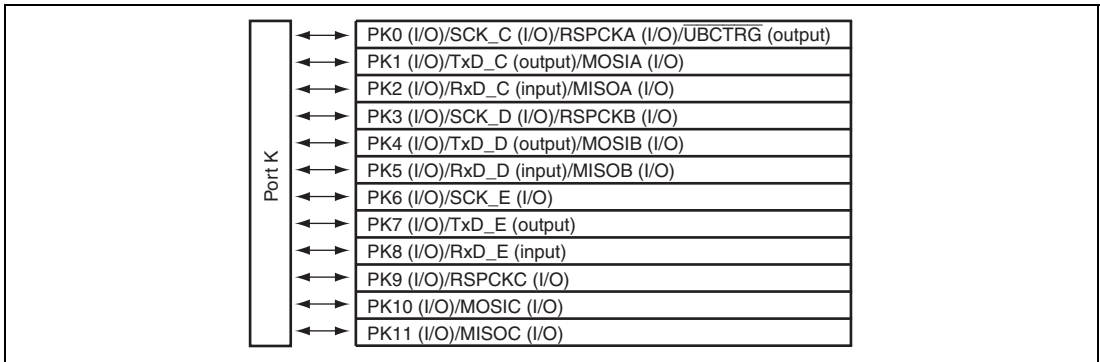 Port K
PK0 (I/O)/SCK_C (I/O)/RSPCKA (I/O)/UBCTRG (output)
PK1 (I/O)/TxD_C (output)/MOSIA (I/O)
PK2 (I/O)/RxD_C (input)/MISOA (I/O)
PK3 (I/O)/SCK_D (I/O)/RSPCKB (I/O)
PK4 (I/O)/TxD_D (output)/MOSIB (I/O)
PK5 (I/O)/RxD_D (input)/MISOB (I/O)
PK6 (I/O)/SCK_E (I/O)
PK7 (I/O)/TxD_E (output)
PK8 (I/O)/RxD_E (input)
PK9 (I/O)/RSPCKC (I/O)
PK10 (I/O)/MOSIC (I/O)
PK11 (I/O)/MISOC (I/O)